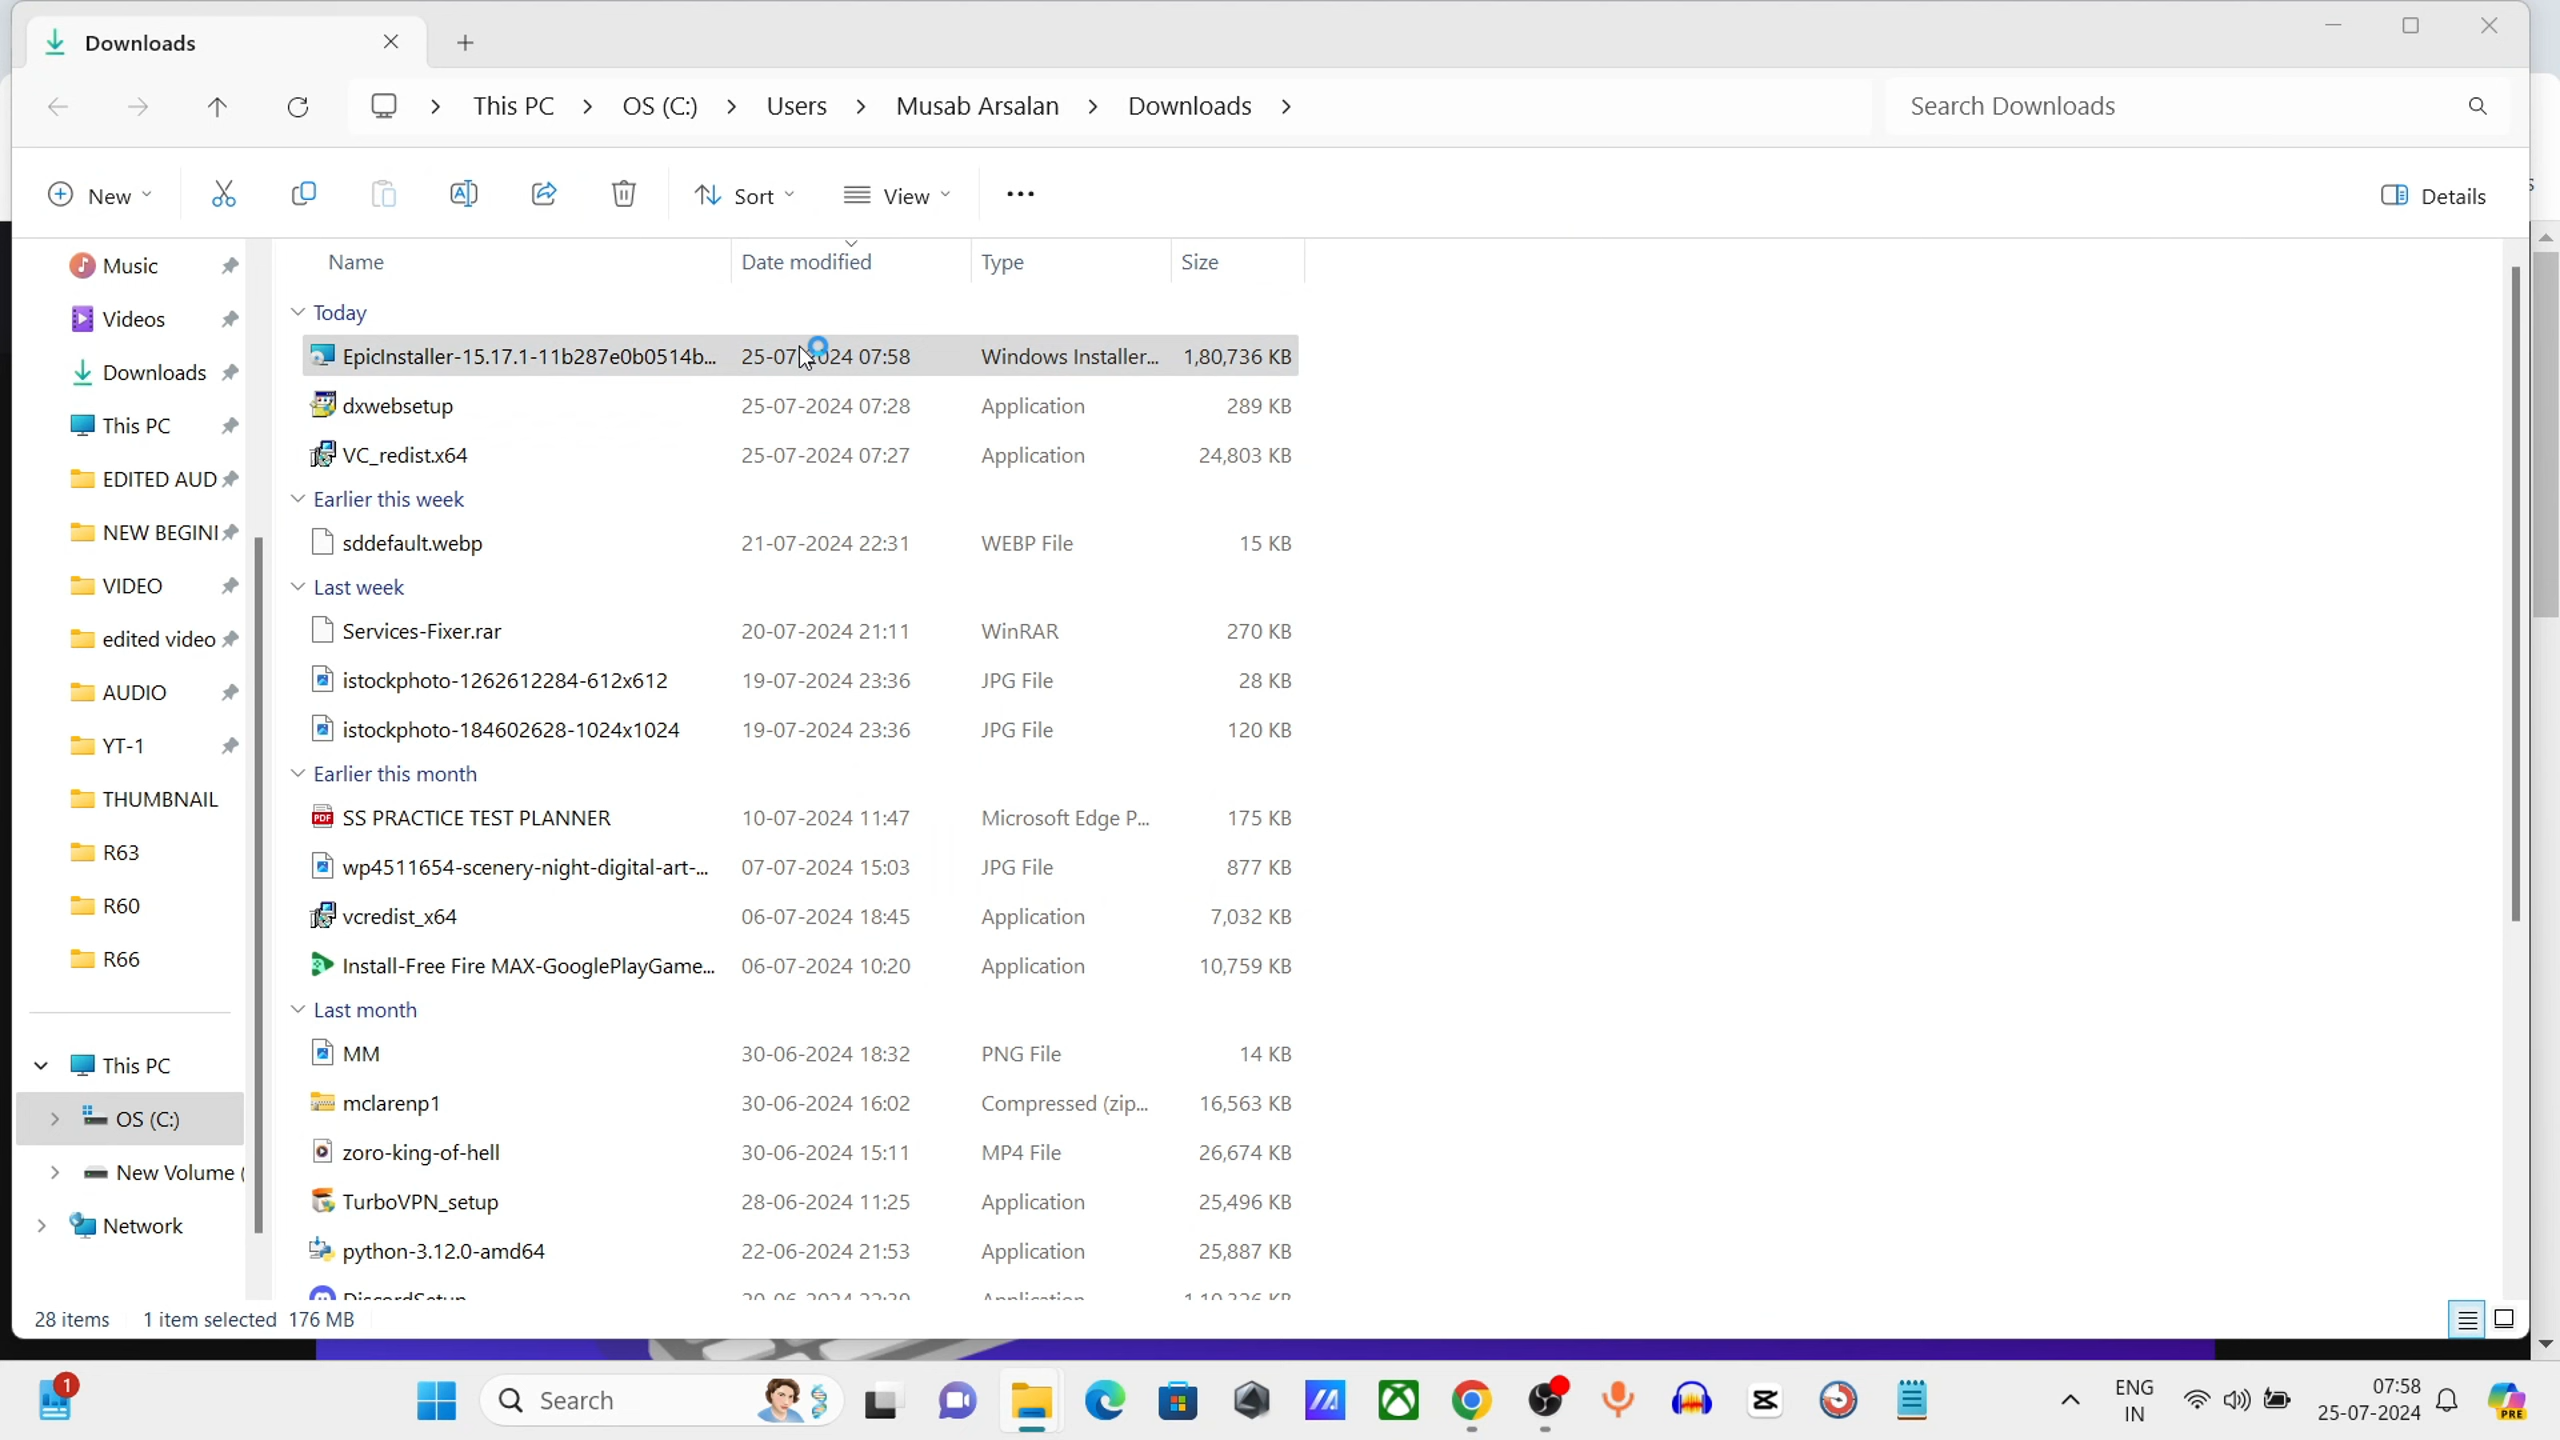 Downloads
This PC > OS (C:) > Users > Musab Arsalan > Downloads >
Search Downloads
New
Sort
View
Details
Music
Videos
Downloads
This PC
EDITED AUD
NEW BEGINI
VIDEO
edited video
AUDIO
YT-1
THUMBNAIL
R63
R60
R66
This PC
OS (C:)
New Volume (
Network
Name Date modified Type Size
Today
EpicInstaller-15.17.1-11b287e0b0514b... 25-07-2024 07:58 Windows Installer... 1,80,736 KB
dxwebsetup 25-07-2024 07:28 Application 289 KB
VC_redist.x64 25-07-2024 07:27 Application 24,803 KB
Earlier this week
sddefault.webp 21-07-2024 22:31 WEBP File 15 KB
Last week
Services-Fixer.rar 20-07-2024 21:11 WinRAR 270 KB
istockphoto-1262612284-612x612 19-07-2024 23:36 JPG File 28 KB
istockphoto-184602628-1024x1024 19-07-2024 23:36 JPG File 120 KB
Earlier this month
SS PRACTICE TEST PLANNER 10-07-2024 11:47 Microsoft Edge P... 175 KB
wp4511654-scenery-night-digital-art-... 07-07-2024 15:03 JPG File 877 KB
vcredist_x64 06-07-2024 18:45 Application 7,032 KB
Install-Free Fire MAX-GooglePlayGame... 06-07-2024 10:20 Application 10,759 KB
Last month
MM 30-06-2024 18:32 PNG File 14 KB
mclarenp1 30-06-2024 16:02 Compressed (zip... 16,563 KB
zoro-king-of-hell 30-06-2024 15:11 MP4 File 26,674 KB
TurboVPN_setup 28-06-2024 11:25 Application 25,496 KB
python-3.12.0-amd64 22-06-2024 21:53 Application 25,887 KB
DiscordSetup
28 items 1 item selected 176 MB
1
Search
ENG
IN
07:58
25-07-2024
PRE